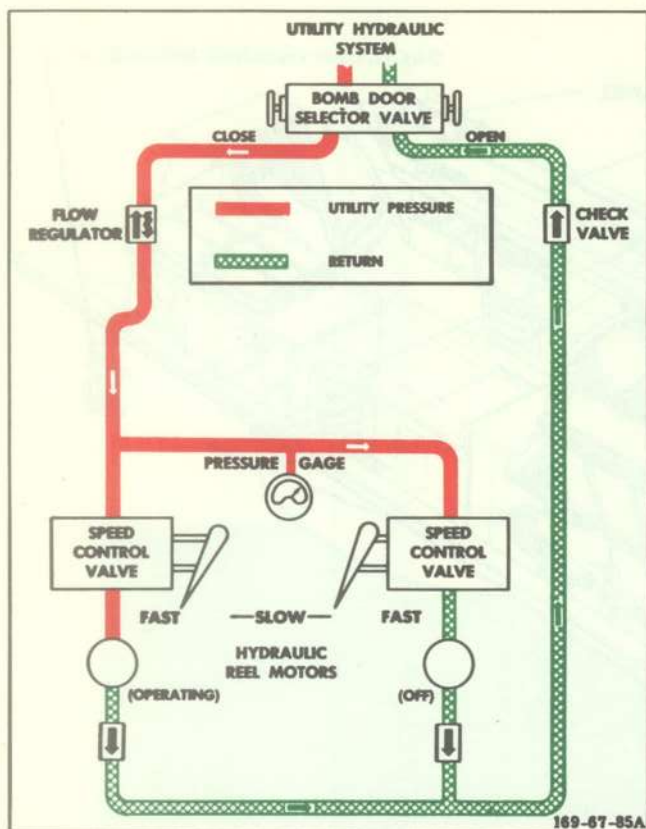 UTILITY HYDRAULIC
SYSTEM
BOMB DOOR
SELECTOR VALVE
CLOSE
OPEN
FLOW
REGULATOR
UTILITY PRESSURE
RETURN
CHECK
VALVE
PRESSURE GAGE
SPEED
CONTROL
VALVE
SPEED
CONTROL
VALVE
FAST
SLOW
FAST
HYDRAULIC
REEL MOTORS
(OPERATING)
(OFF)
169-67-85A